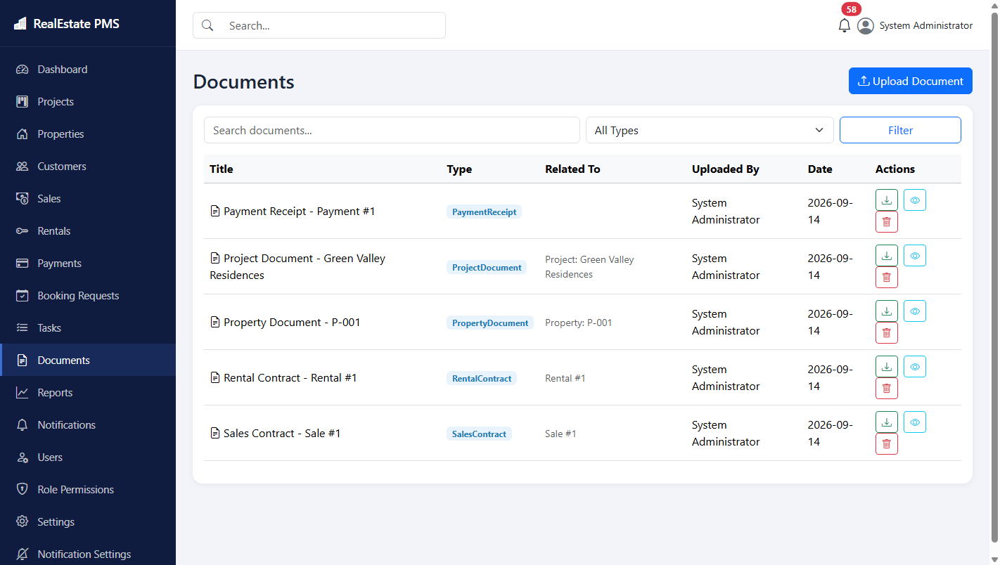 RealEstate PMS
Dashboard
Projects
Properties
Customers
Sales
Rentals
Payments
Booking Requests
Tasks
Documents
Reports
Notifications
Users
Role Permissions
Settings
Notification Settings
Search...
58
System Administrator
Documents
Upload Document
Search documents...
All Types
Filter
Title Type Related To Uploaded By Date Actions
Payment Receipt - Payment #1 PaymentReceipt System Administrator 2026-09-14
Project Document - Green Valley Residences ProjectDocument Project: Green Valley Residences System Administrator 2026-09-14
Property Document - P-001 PropertyDocument Property: P-001 System Administrator 2026-09-14
Rental Contract - Rental #1 RentalContract Rental #1 System Administrator 2026-09-14
Sales Contract - Sale #1 SalesContract Sale #1 System Administrator 2026-09-14